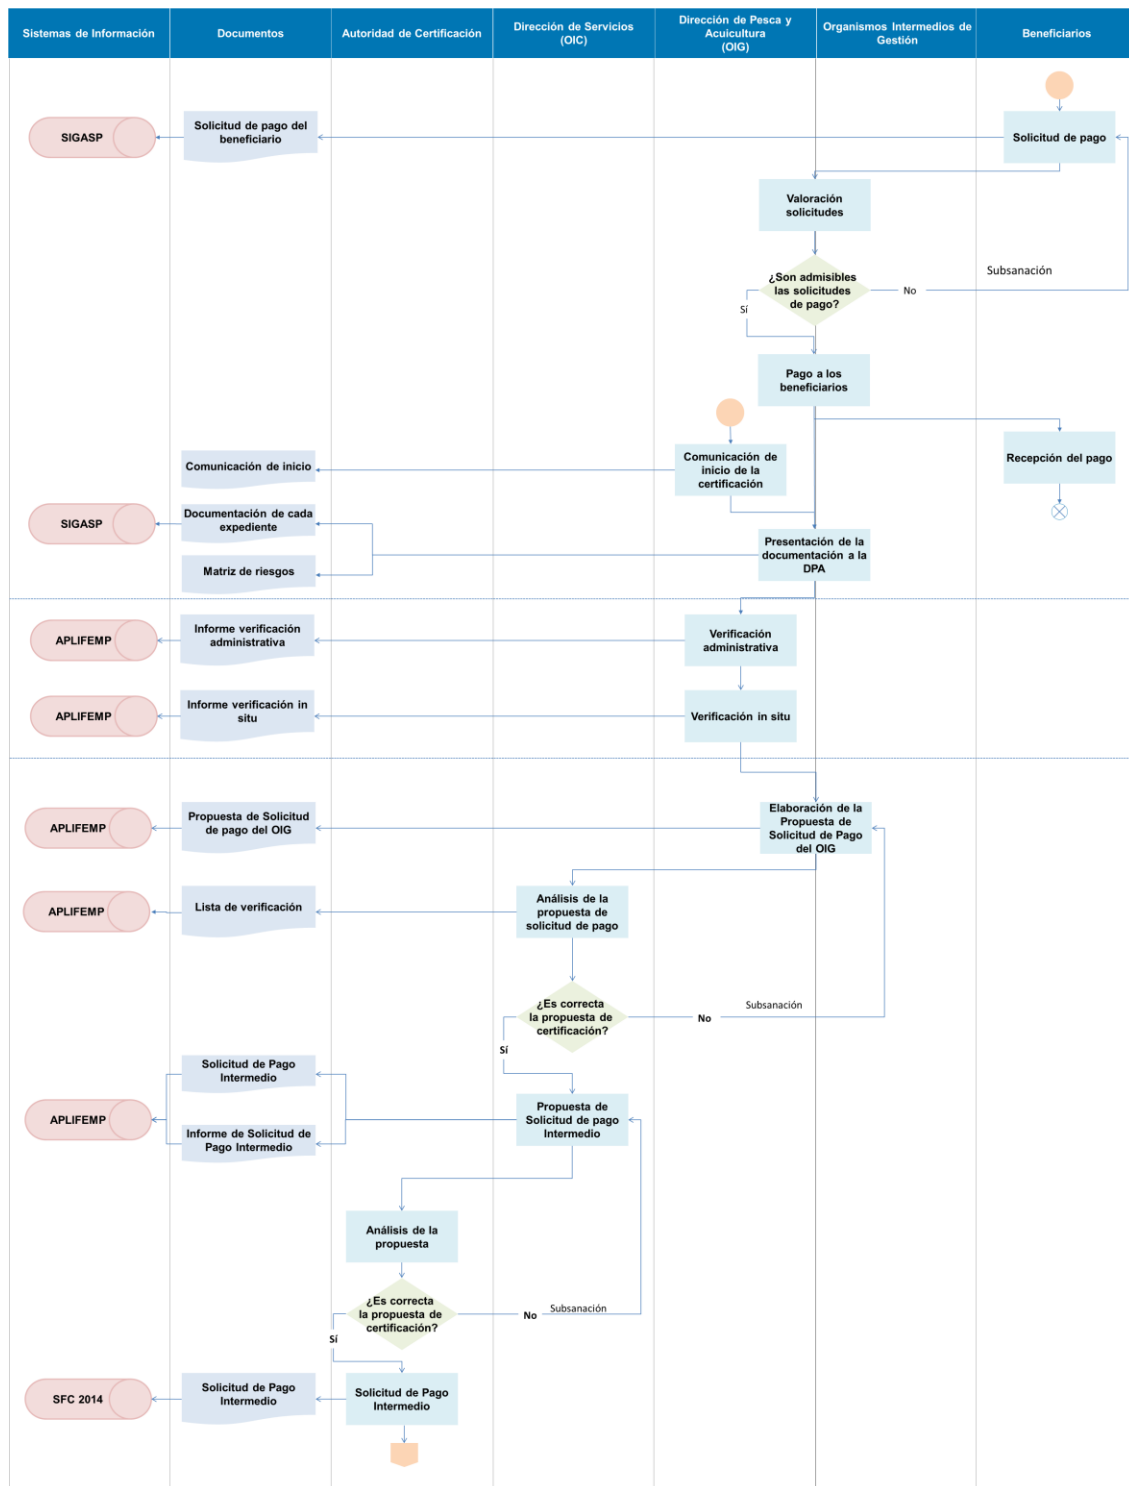 Sistemas de Información
Documentos
Autoridad de Certificación
Dirección de Servicios
(OIC)
Dirección de Pesca y
Acuicultura
(OIG)
Organismos Intermedios de
Gestión
Beneficiarios
SIGASP
Solicitud de pago del
beneficiario
Solicitud de pago
Valoración
solicitudes
¿Son admisibles
las solicitudes
de pago?
No
Subsanación
Sí
Pago a los
beneficiarios
Comunicación de inicio
Comunicación de
inicio de la
certificación
Recepción del pago
SIGASP
Documentación de cada
expediente
Matriz de riesgos
Presentación de la
documentación a la
DPA
APLIFEMP
Informe verificación
administrativa
Verificación
administrativa
APLIFEMP
Informe verificación in
situ
Verificación in situ
APLIFEMP
Propuesta de Solicitud
de pago del OIG
Elaboración de la
Propuesta de
Solicitud de Pago
del OIG
APLIFEMP
Lista de verificación
Análisis de la
propuesta de
solicitud de pago
¿Es correcta
la propuesta de
certificación?
No
Subsanación
Sí
Solicitud de Pago
Intermedio
APLIFEMP
Informe de Solicitud de
Pago Intermedio
Propuesta de
Solicitud de pago
Intermedio
Análisis de la
propuesta
¿Es correcta
la propuesta de
certificación?
No
Subsanación
Sí
SFC 2014
Solicitud de Pago
Intermedio
Solicitud de Pago
Intermedio